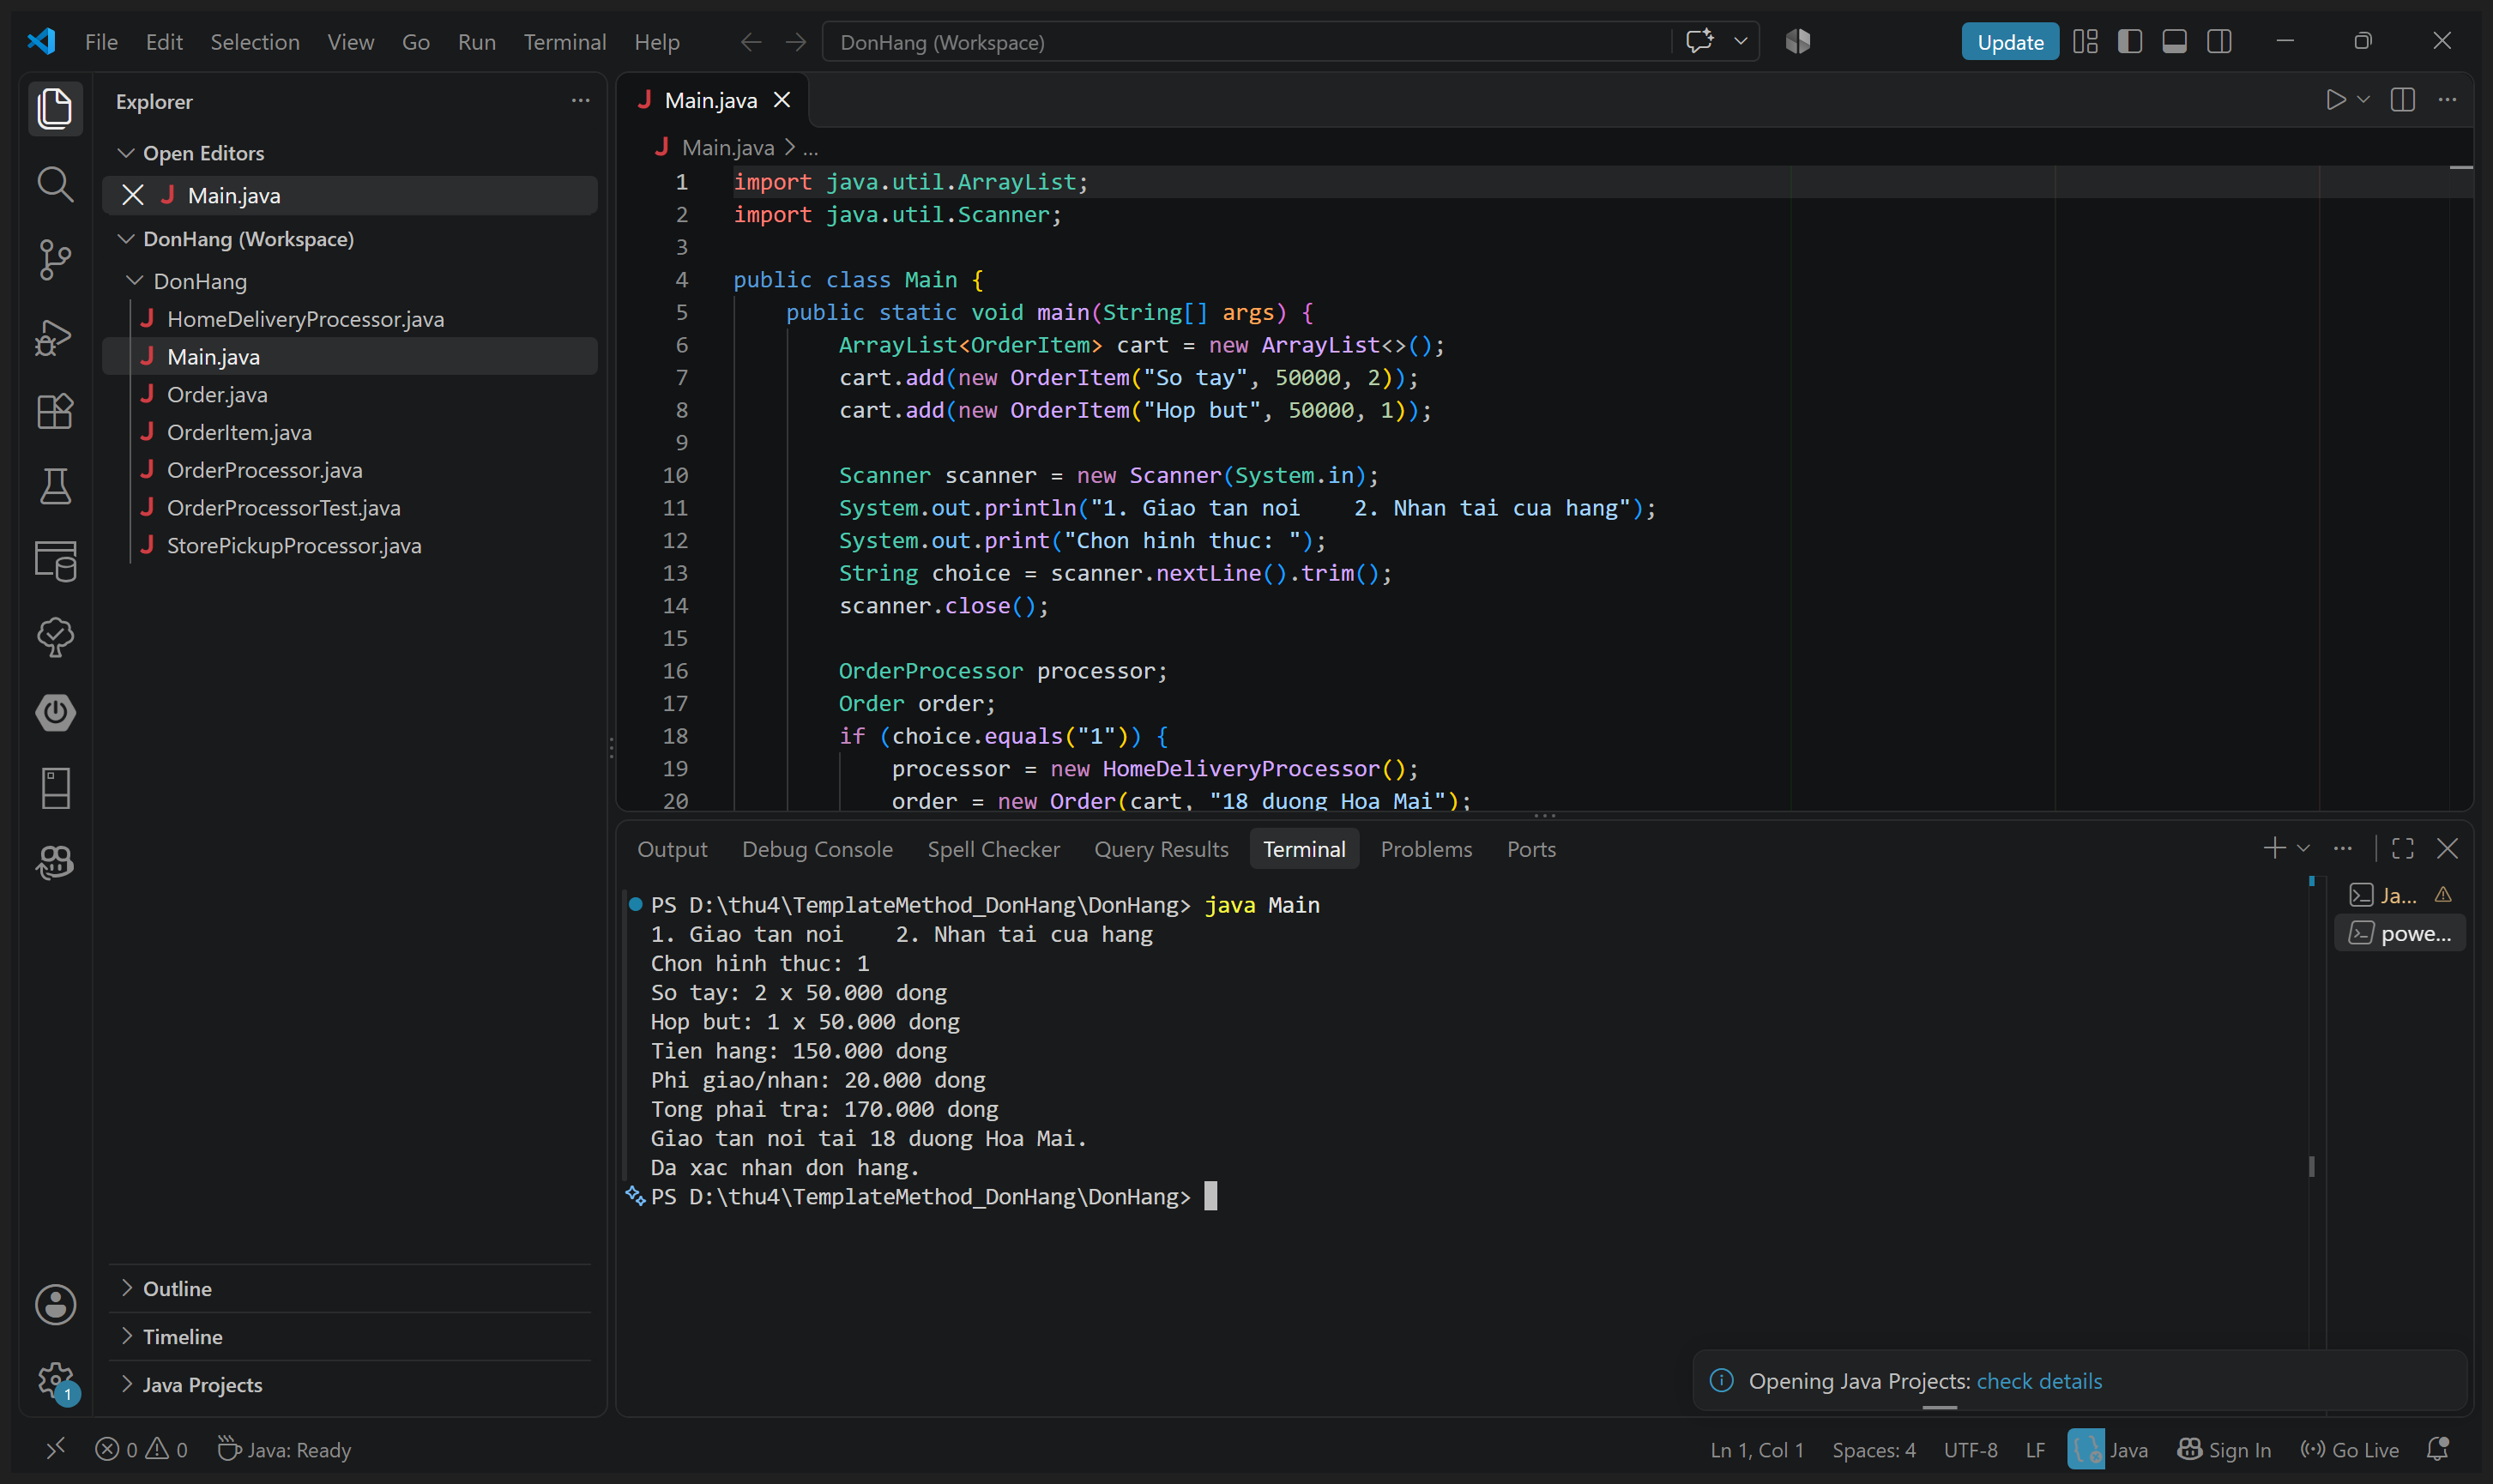 File Edit Selection View Go Run Terminal Help
DonHang (Workspace)
Update
Explorer
Open Editors
Main.java
DonHang (Workspace)
DonHang
HomeDeliveryProcessor.java
Main.java
Order.java
OrderItem.java
OrderProcessor.java
OrderProcessorTest.java
StorePickupProcessor.java
Outline
Timeline
Java Projects
1
Main.java
Main.java > ...
1 import java.util.ArrayList;
2 import java.util.Scanner;
3
4 public class Main {
5 public static void main(String[] args) {
6 ArrayList<OrderItem> cart = new ArrayList<>();
7 cart.add(new OrderItem("So tay", 50000, 2));
8 cart.add(new OrderItem("Hop but", 50000, 1));
9
10 Scanner scanner = new Scanner(System.in);
11 System.out.println("1. Giao tan noi    2. Nhan tai cua hang");
12 System.out.print("Chon hinh thuc: ");
13 String choice = scanner.nextLine().trim();
14 scanner.close();
15
16 OrderProcessor processor;
17 Order order;
18 if (choice.equals("1")) {
19 processor = new HomeDeliveryProcessor();
20 order = new Order(cart, "18 duong Hoa Mai");
Output Debug Console Spell Checker Query Results Terminal Problems Ports
PS D:\thu4\TemplateMethod_DonHang\DonHang> java Main
1. Giao tan noi    2. Nhan tai cua hang
Chon hinh thuc: 1
So tay: 2 x 50.000 dong
Hop but: 1 x 50.000 dong
Tien hang: 150.000 dong
Phi giao/nhan: 20.000 dong
Tong phai tra: 170.000 dong
Giao tan noi tai 18 duong Hoa Mai.
Da xac nhan don hang.
PS D:\thu4\TemplateMethod_DonHang\DonHang>
Ja...
powe...
Opening Java Projects: check details
0 0 Java: Ready
Ln 1, Col 1 Spaces: 4 UTF-8 LF Java Sign In Go Live